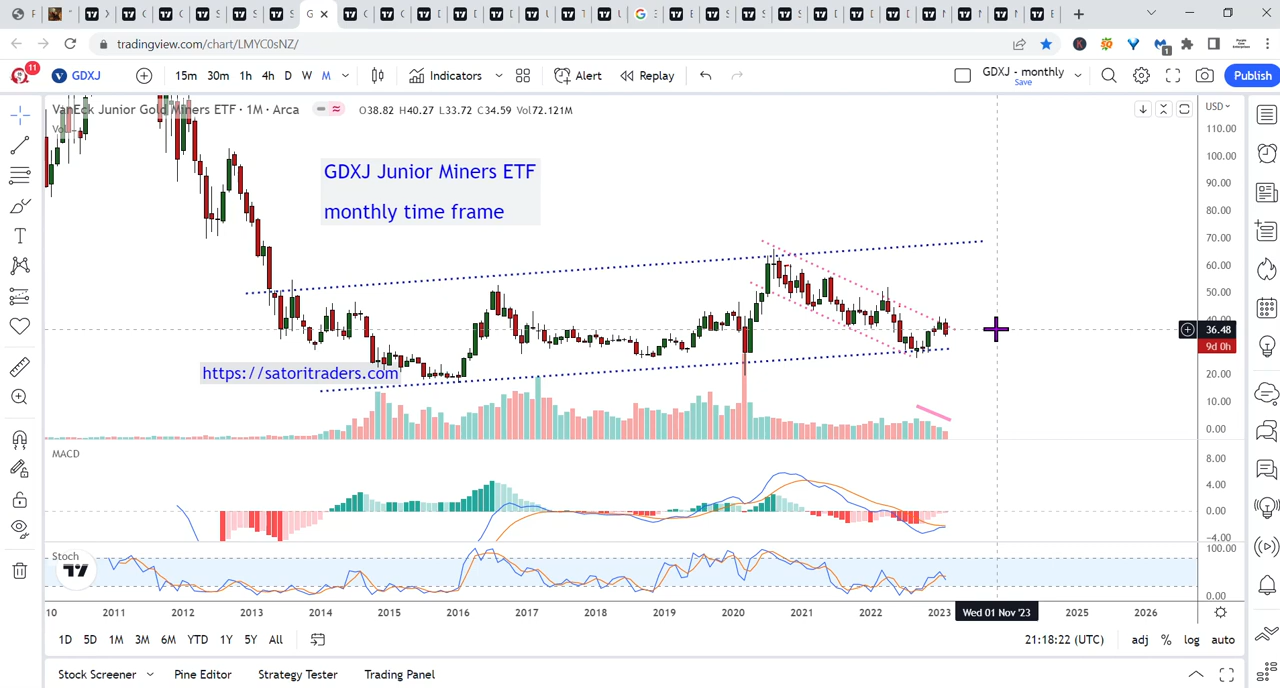 tradingview.com/chart/LMYC0sNZ/
1
11
GDXJ
15m 30m 1h 4h D W M
Indicators
Alert
Replay
GDXJ - monthly
Save
Publish
VanEck Junior Gold Miners ETF · 1M · Arca
O38.82 H40.27 L33.72 C34.59 Vol72.121M
USD
Vol
110.00
100.00
90.00
80.00
70.00
60.00
50.00
40.00
36.48
9d 0h
20.00
10.00
0.00
GDXJ Junior Miners ETF
monthly time frame
https://satoritraders.com
MACD
8.00
4.00
0.00
−4.00
Stoch
100.00
0.00
10 2011 2012 2013 2014 2015 2016 2017 2018 2019 2020 2021 2022 2023 Wed 01 Nov '23 2025 2026
1D 5D 1M 3M 6M YTD 1Y 5Y All
21:18:22 (UTC)
adj % log auto
Stock Screener
Pine Editor
Strategy Tester
Trading Panel